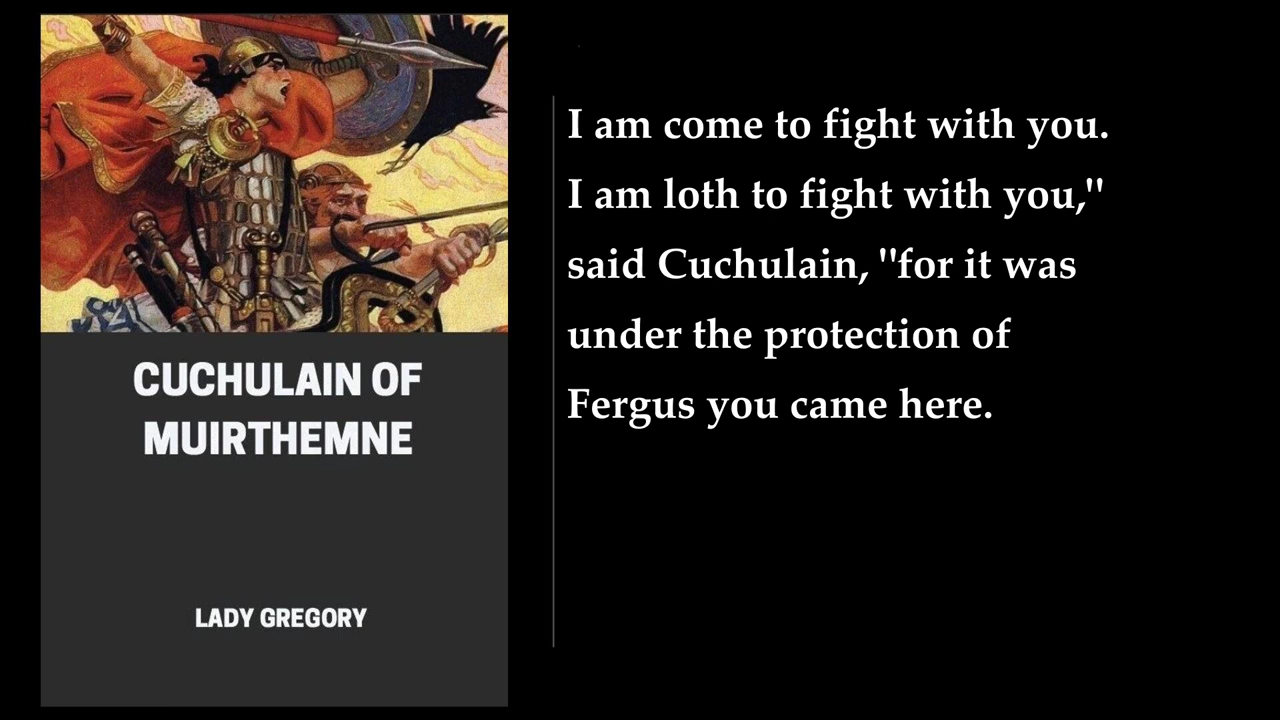 CUCHULAIN OF
MUIRTHEMNE
LADY GREGORY
I am come to fight with you.
I am loth to fight with you,"
said Cuchulain, "for it was
under the protection of
Fergus you came here.